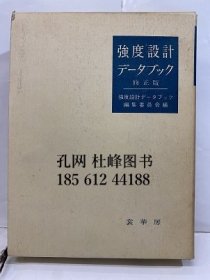 強度設計
データブック
修正版
強度設計データブック
編集委員会編
孔网 杜峰图书
185 612 44188
裳華房